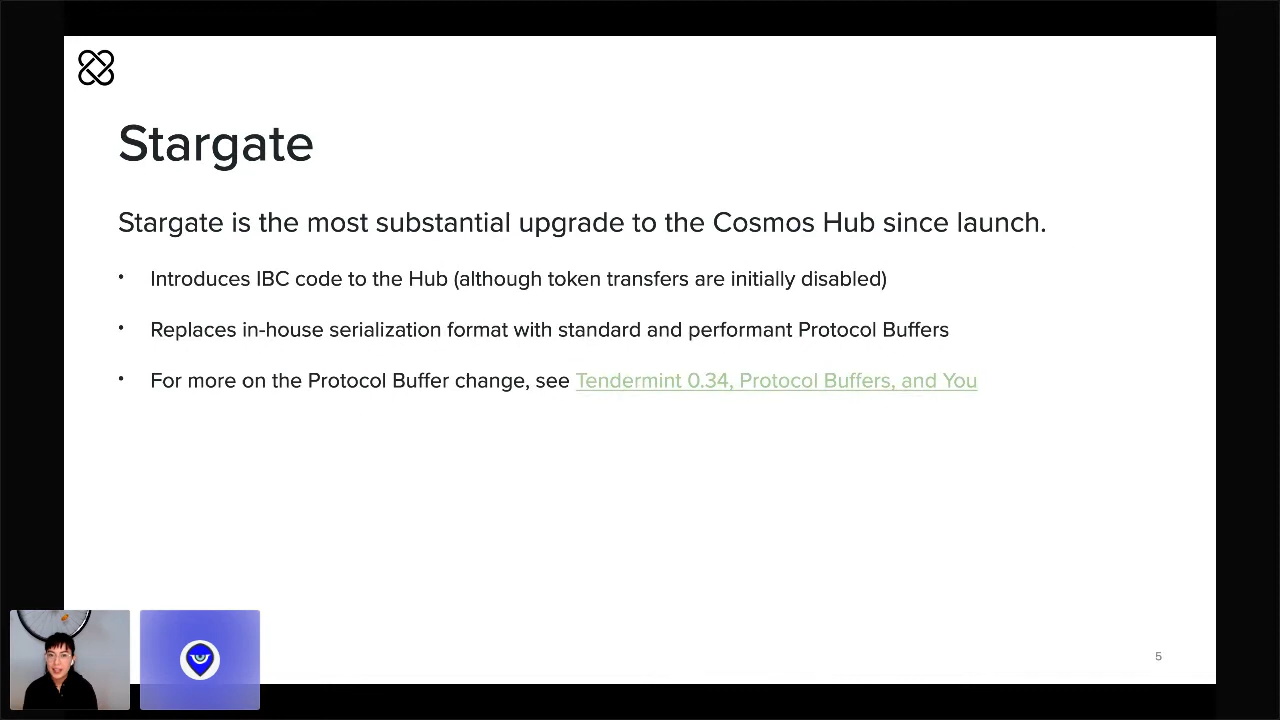 Stargate
Stargate is the most substantial upgrade to the Cosmos Hub since launch.
• Introduces IBC code to the Hub (although token transfers are initially disabled)
• Replaces in-house serialization format with standard and performant Protocol Buffers
• For more on the Protocol Buffer change, see Tendermint 0.34, Protocol Buffers, and You
5